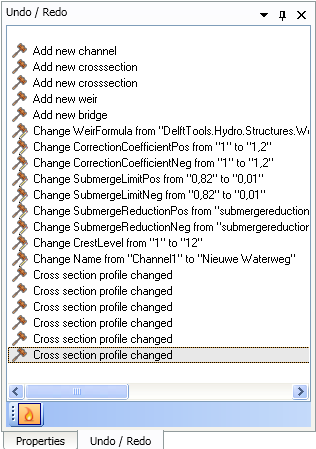 Undo / Redo
Add new channel
Add new crosssection
Add new crosssection
Add new weir
Add new bridge
Change WeirFormula from "DelftTools.Hydro.Structures.W
Change CorrectionCoefficientPos from "1" to "1,2"
Change CorrectionCoefficientNeg from "1" to "1,2"
Change SubmergeLimitPos from "0,82" to "0,01"
Change SubmergeLimitNeg from "0,82" to "0,01"
Change SubmergeReductionPos from "submergereduction
Change SubmergeReductionNeg from "submergereduction
Change CrestLevel from "1" to "12"
Change Name from "Channel1" to "Nieuwe Waterweg"
Cross section profile changed
Cross section profile changed
Cross section profile changed
Cross section profile changed
Cross section profile changed
Cross section profile changed
Properties
Undo / Redo